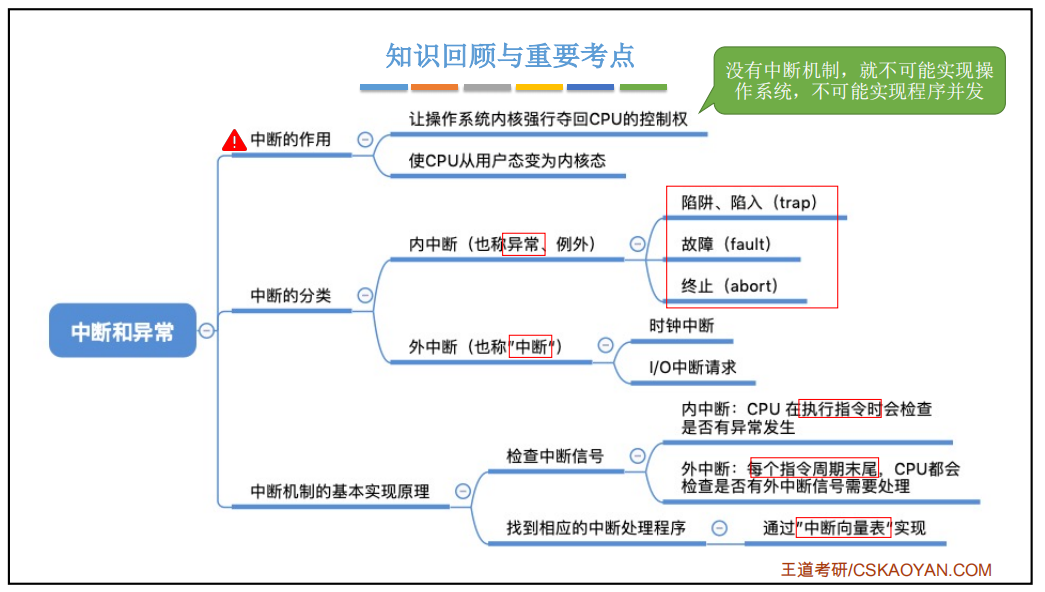 知识回顾与重要考点
没有中断机制，就不可能实现操
作系统，不可能实现程序并发
中断和异常
中断的作用
让操作系统内核强行夺回CPU的控制权
使CPU从用户态变为内核态
中断的分类
内中断（也称异常、例外）
陷阱、陷入（trap）
故障（fault）
终止（abort）
外中断（也称"中断"）
时钟中断
I/O中断请求
中断机制的基本实现原理
检查中断信号
内中断：CPU 在执行指令时会检查
是否有异常发生
外中断：每个指令周期末尾，CPU都会
检查是否有外中断信号需要处理
找到相应的中断处理程序
通过"中断向量表"实现
王道考研/CSKAOYAN.COM